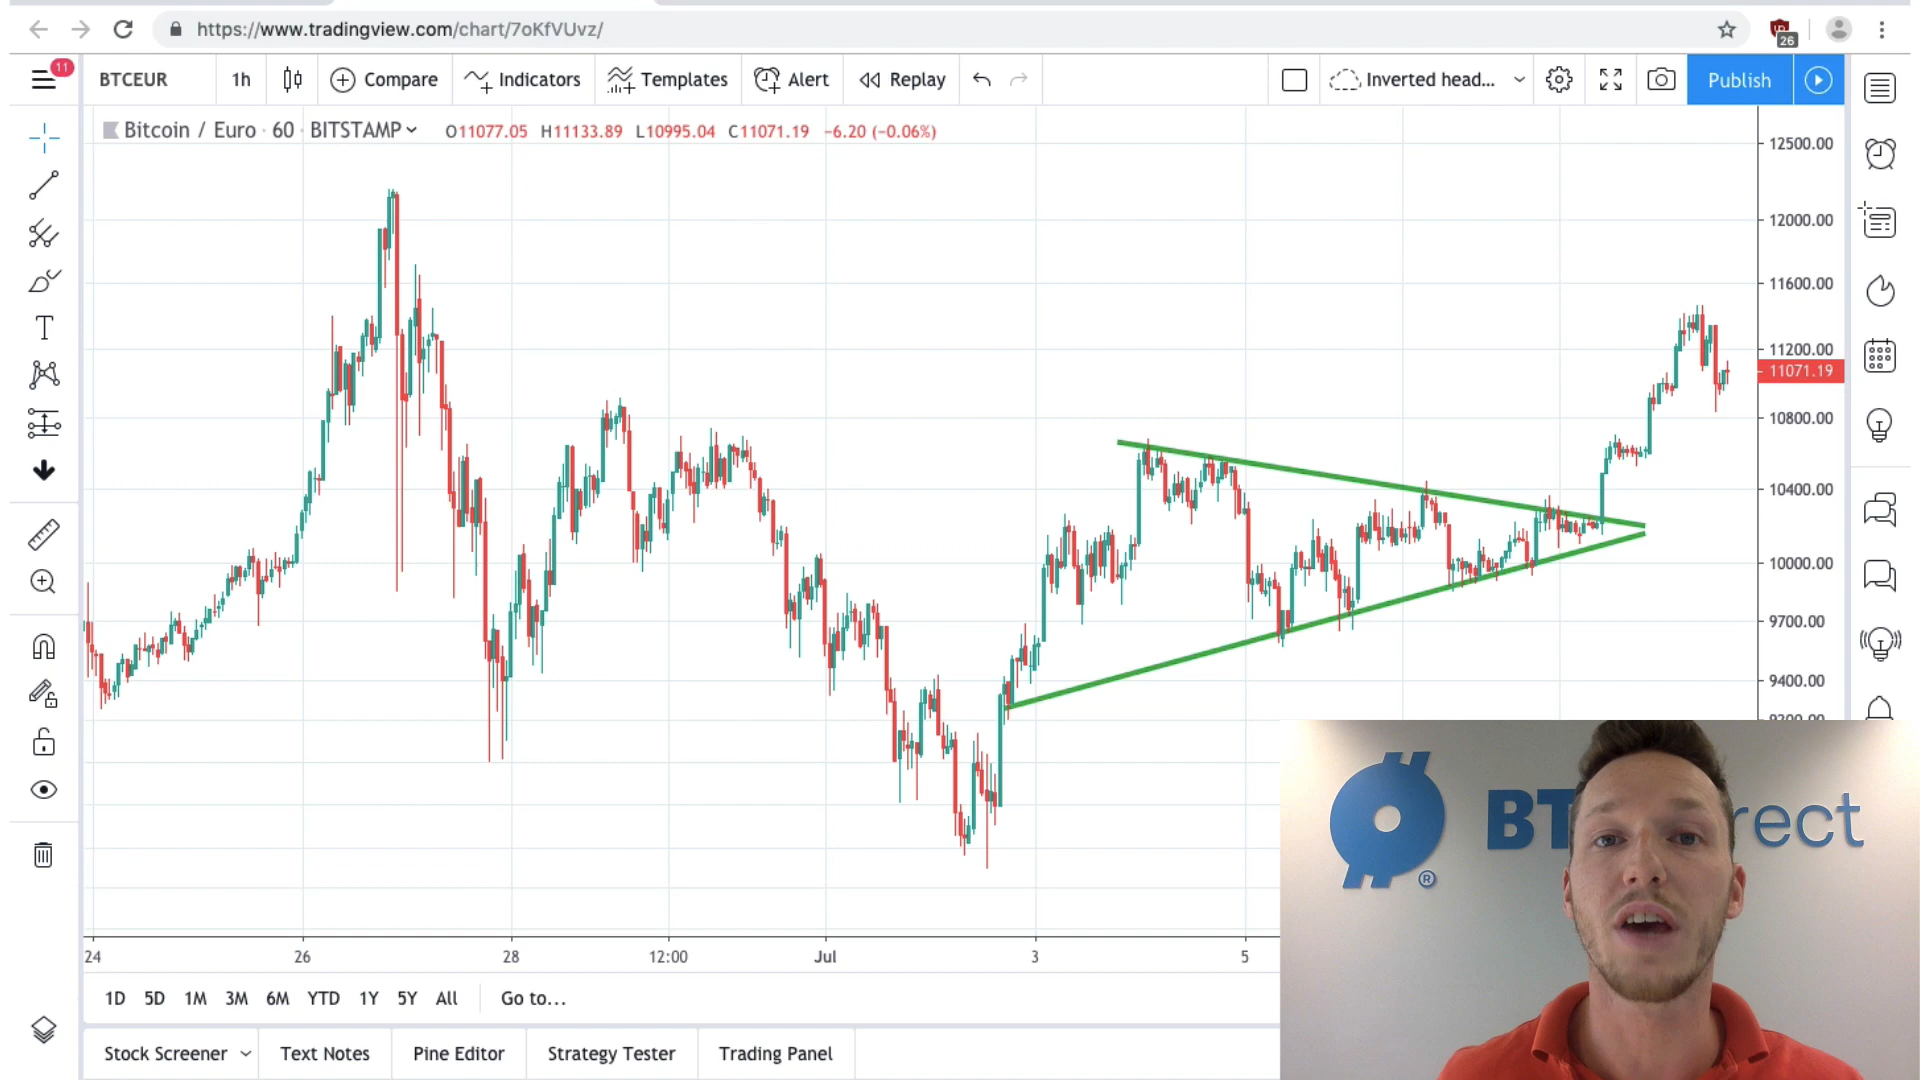 https://www.tradingview.com/chart/7oKfVUvz/
26
11
BTCEUR
1h
Compare
Indicators
Templates
Alert
Replay
Inverted head...
Publish
Bitcoin / Euro · 60 · BITSTAMP
O11077.05 H11133.89 L10995.04 C11071.19 −6.20 (−0.06%)
12500.00
12000.00
11600.00
11200.00
11071.19
10800.00
10400.00
10000.00
9700.00
9400.00
T
BT
rect
®
24
26
28
12:00
Jul
3
5
1D 5D 1M 3M 6M YTD 1Y 5Y All
Go to...
Stock Screener
Text Notes
Pine Editor
Strategy Tester
Trading Panel